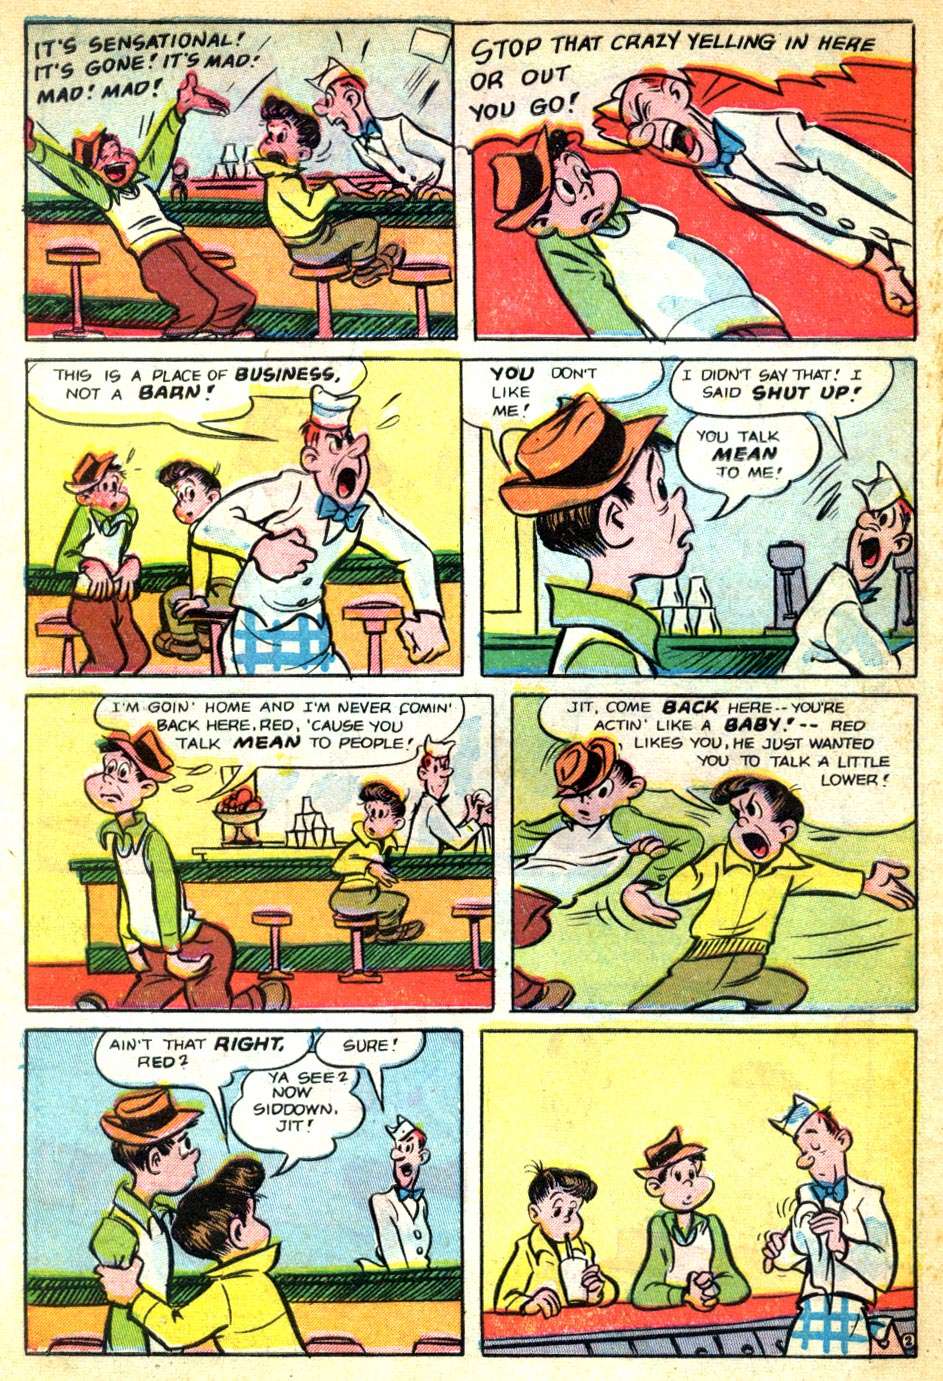 IT'S SENSATIONAL!
IT'S GONE! IT'S MAD!
MAD! MAD!
STOP THAT CRAZY YELLING IN HERE
OR OUT
YOU GO!
THIS IS A PLACE OF BUSINESS,
NOT A BARN!
YOU DON'T
LIKE
ME!
I DIDN'T SAY THAT! I
SAID SHUT UP!
YOU TALK
MEAN
TO ME!
I'M GOIN' HOME AND I'M NEVER COMIN'
BACK HERE, RED, 'CAUSE YOU
TALK MEAN TO PEOPLE!
JIT, COME BACK HERE-- YOU'RE
ACTIN' LIKE A BABY!-- RED
LIKES YOU, HE JUST WANTED
YOU TO TALK A LITTLE
LOWER!
AIN'T THAT RIGHT,
RED?
SURE!
YA SEE?
NOW
SIDDOWN,
JIT!
2